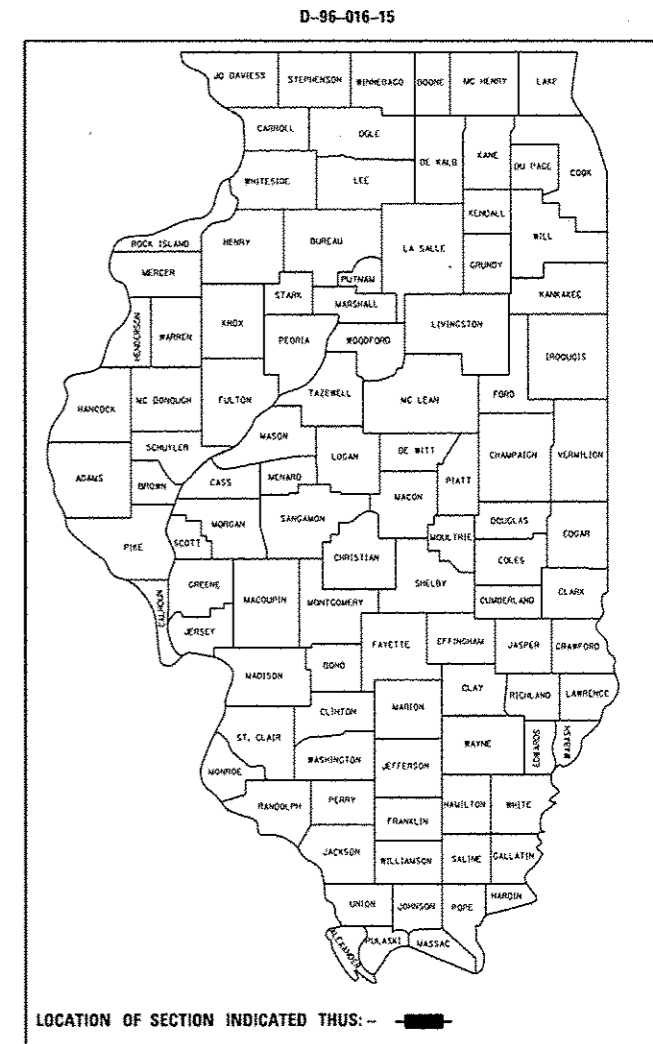 D-96-016-15
JO DAVIESS STEPHENSON WINNEBAGO BOONE MC HENRY LAKE
CARROLL OGLE DE KALB KANE DU PAGE COOK
WHITESIDE LEE
KENDALL
ROCK ISLAND HENRY BUREAU LA SALLE WILL
MERCER PUTNAM GRUNDY
STARK MARSHALL KANKAKEE
HENDERSON WARREN KNOX PEORIA WOODFORD LIVINGSTON IROQUOIS
HANCOCK MC DONOUGH FULTON TAZEWELL MC LEAN FORD
MASON
SCHUYLER LOGAN DE WITT CHAMPAIGN VERMILION
ADAMS BROWN CASS MENARD MACON PIATT
MORGAN SANGAMON DOUGLAS EDGAR
PIKE SCOTT CHRISTIAN MOULTRIE COLES
GREENE SHELBY
CALHOUN MACOUPIN MONTGOMERY CUMBERLAND CLARK
JERSEY
FAYETTE EFFINGHAM JASPER CRAWFORD
MADISON BOND
CLAY RICHLAND LAWRENCE
CLINTON MARION
ST. CLAIR WAYNE EDWARDS WABASH
WASHINGTON JEFFERSON
MONROE
RANDOLPH PERRY HAMILTON WHITE
FRANKLIN
JACKSON WILLIAMSON SALINE GALLATIN
UNION JOHNSON POPE HARDIN
ALEXANDER PULASKI MASSAC
LOCATION OF SECTION INDICATED THUS: -